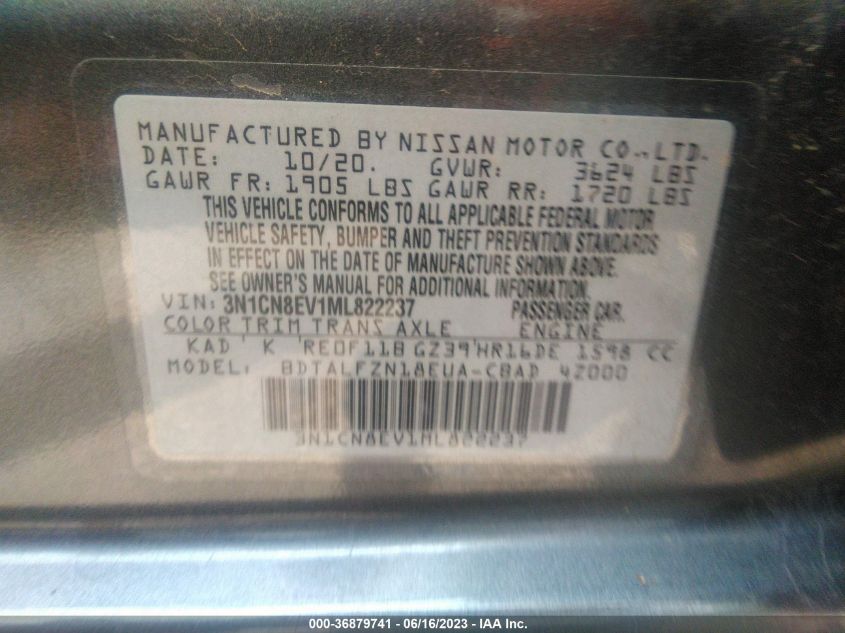 MANUFACTURED BY NISSAN MOTOR CO.,LTD.
DATE: 10/20. GVWR: 3624 LBS
GAWR FR: 1905 LBS GAWR RR: 1720 LBS
THIS VEHICLE CONFORMS TO ALL APPLICABLE FEDERAL MOTOR
VEHICLE SAFETY, BUMPER AND THEFT PREVENTION STANDARDS
IN EFFECT ON THE DATE OF MANUFACTURE SHOWN ABOVE.
SEE OWNER'S MANUAL FOR ADDITIONAL INFORMATION.
VIN: 3N1CN8EV1ML822237 PASSENGER CAR.
COLOR TRIM TRANS AXLE ENGINE
KAD K RE0F11B GZ39 HR16DE 1598 CC
MODEL: BDTALFZN18EUA-CBAD 42000
3N1CN8EV1ML822237
000-36879741 - 06/16/2023 - IAA Inc.